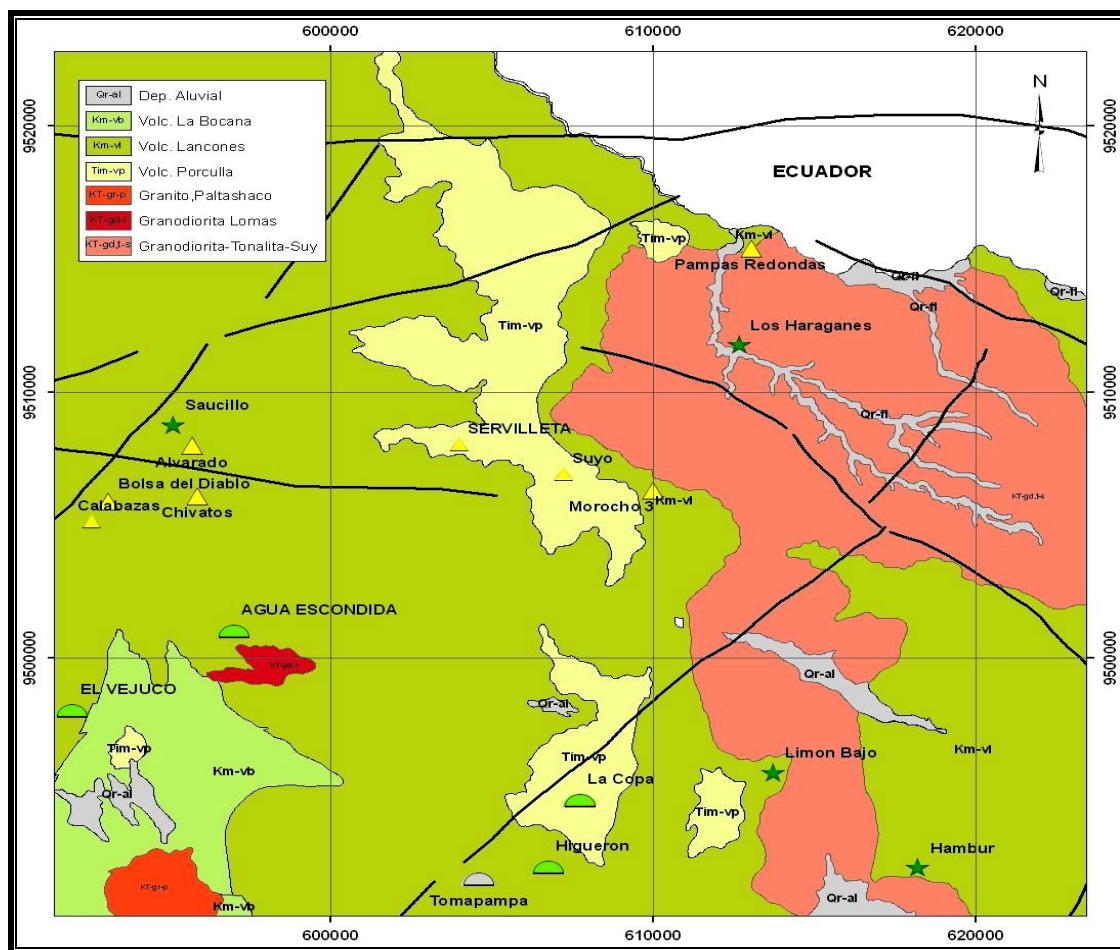 600000
610000
620000
Qr-al Dep. Aluvial
Km-vb Volc. La Bocana
Km-vl Volc. Lancones
Tim-vp Volc. Porculla
KT-gr-p Granito,Paltashaco
KT-gd-l Granodiorita Lomas
KT-gd,t-s Granodiorita-Tonalita-Suy
N
9520000
9520000
ECUADOR
Tim-vp
Km-vl
Pampas Redondas
Qr-fl
Qr-fl
Qr-fl
Tim-vp
Los Haraganes
9510000
9510000
Saucillo
Qr-fl
SERVILLETA
Alvarado
Suyo
Bolsa del Diablo
KT-gd,t-s
Calabazas
Chivatos
Morocho 3
Km-vl
AGUA ESCONDIDA
9500000
9500000
KT-gd-l
Qr-al
EL VEJUCO
Qr-al
Tim-vp
Tim-vp
Limon Bajo
Km-vl
Km-vb
La Copa
Qr-al
Tim-vp
Higueron
Hambur
KT-gr-p
Tomapampa
Km-vb
Qr-al
600000
610000
620000